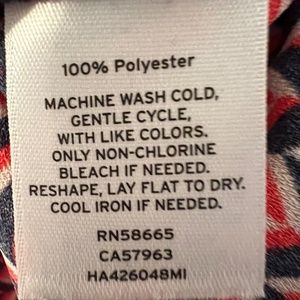 100% Polyester
MACHINE WASH COLD,
GENTLE CYCLE,
WITH LIKE COLORS.
ONLY NON-CHLORINE
BLEACH IF NEEDED.
RESHAPE, LAY FLAT TO DRY.
COOL IRON IF NEEDED.
RN58665
CA57963
HA426048MI